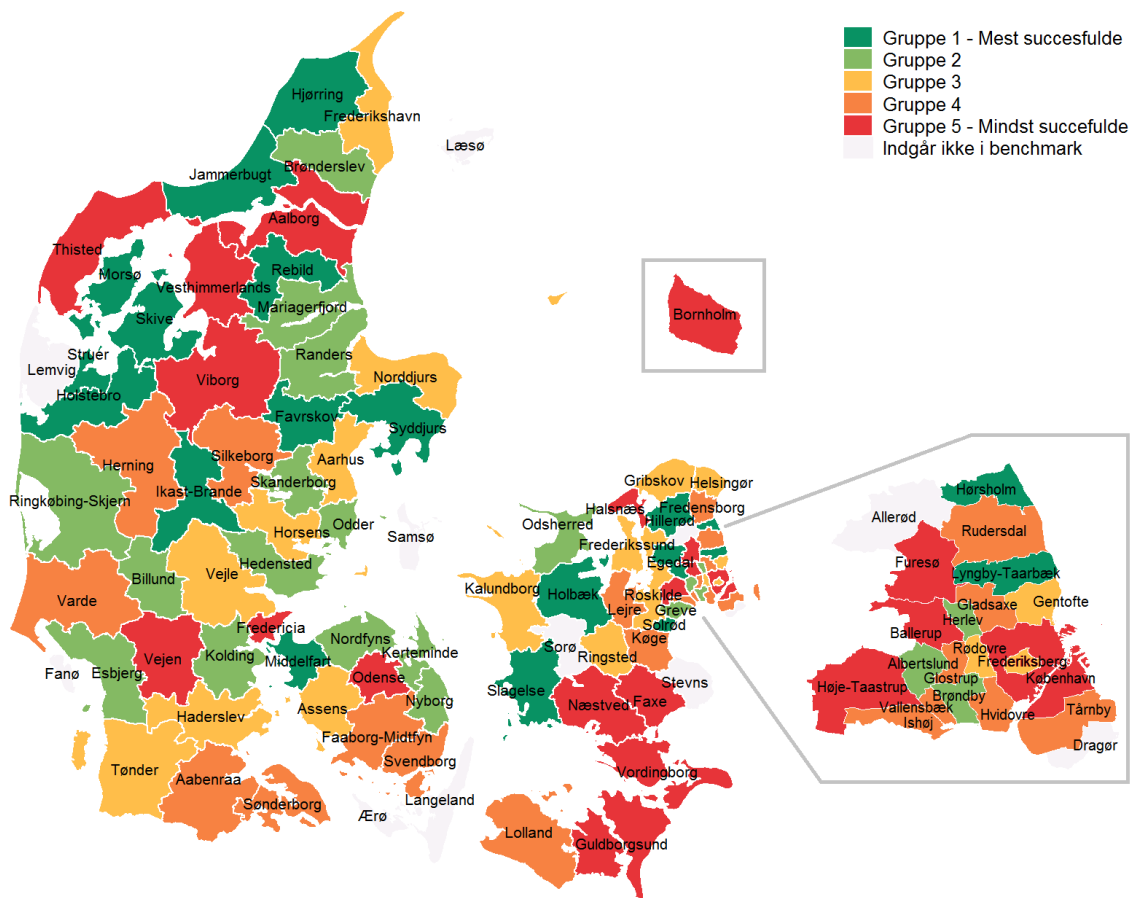 Gruppe 1 - Mest succesfulde
Gruppe 2
Gruppe 3
Gruppe 4
Gruppe 5 - Mindst succefulde
Indgår ikke i benchmark
Hjørring
Frederikshavn
Læsø
Brønderslev
Jammerbugt
Aalborg
Thisted
Morsø
Rebild
Vesthimmerlands
Mariagerfjord
Skive
Bornholm
Struer
Lemvig
Randers
Viborg
Norddjurs
Holstebro
Favrskov
Syddjurs
Silkeborg
Herning
Aarhus
Skanderborg
Ikast-Brande
Ringkøbing-Skjern
Odder
Horsens
Samsø
Hedensted
Vejle
Billund
Varde
Fredericia
Vejen
Kolding
Middelfart
Esbjerg
Fanø
Nordfyns
Kerteminde
Odense
Nyborg
Assens
Haderslev
Faaborg-Midtfyn
Svendborg
Tønder
Aabenraa
Sønderborg
Langeland
Ærø
Gribskov
Helsingør
Halsnæs
Fredensborg
Hillerød
Odsherred
Frederikssund
Egedal
Kalundborg
Holbæk
Roskilde
Lejre
Greve
Solrød
Køge
Sorø
Ringsted
Stevns
Slagelse
Næstved
Faxe
Vordingborg
Lolland
Guldborgsund
Hørsholm
Allerød
Rudersdal
Furesø
Lyngby-Taarbæk
Gentofte
Gladsaxe
Herlev
Ballerup
Rødovre
Albertslund
Frederiksberg
Glostrup
København
Høje-Taastrup
Brøndby
Vallensbæk
Tårnby
Ishøj
Hvidovre
Dragør